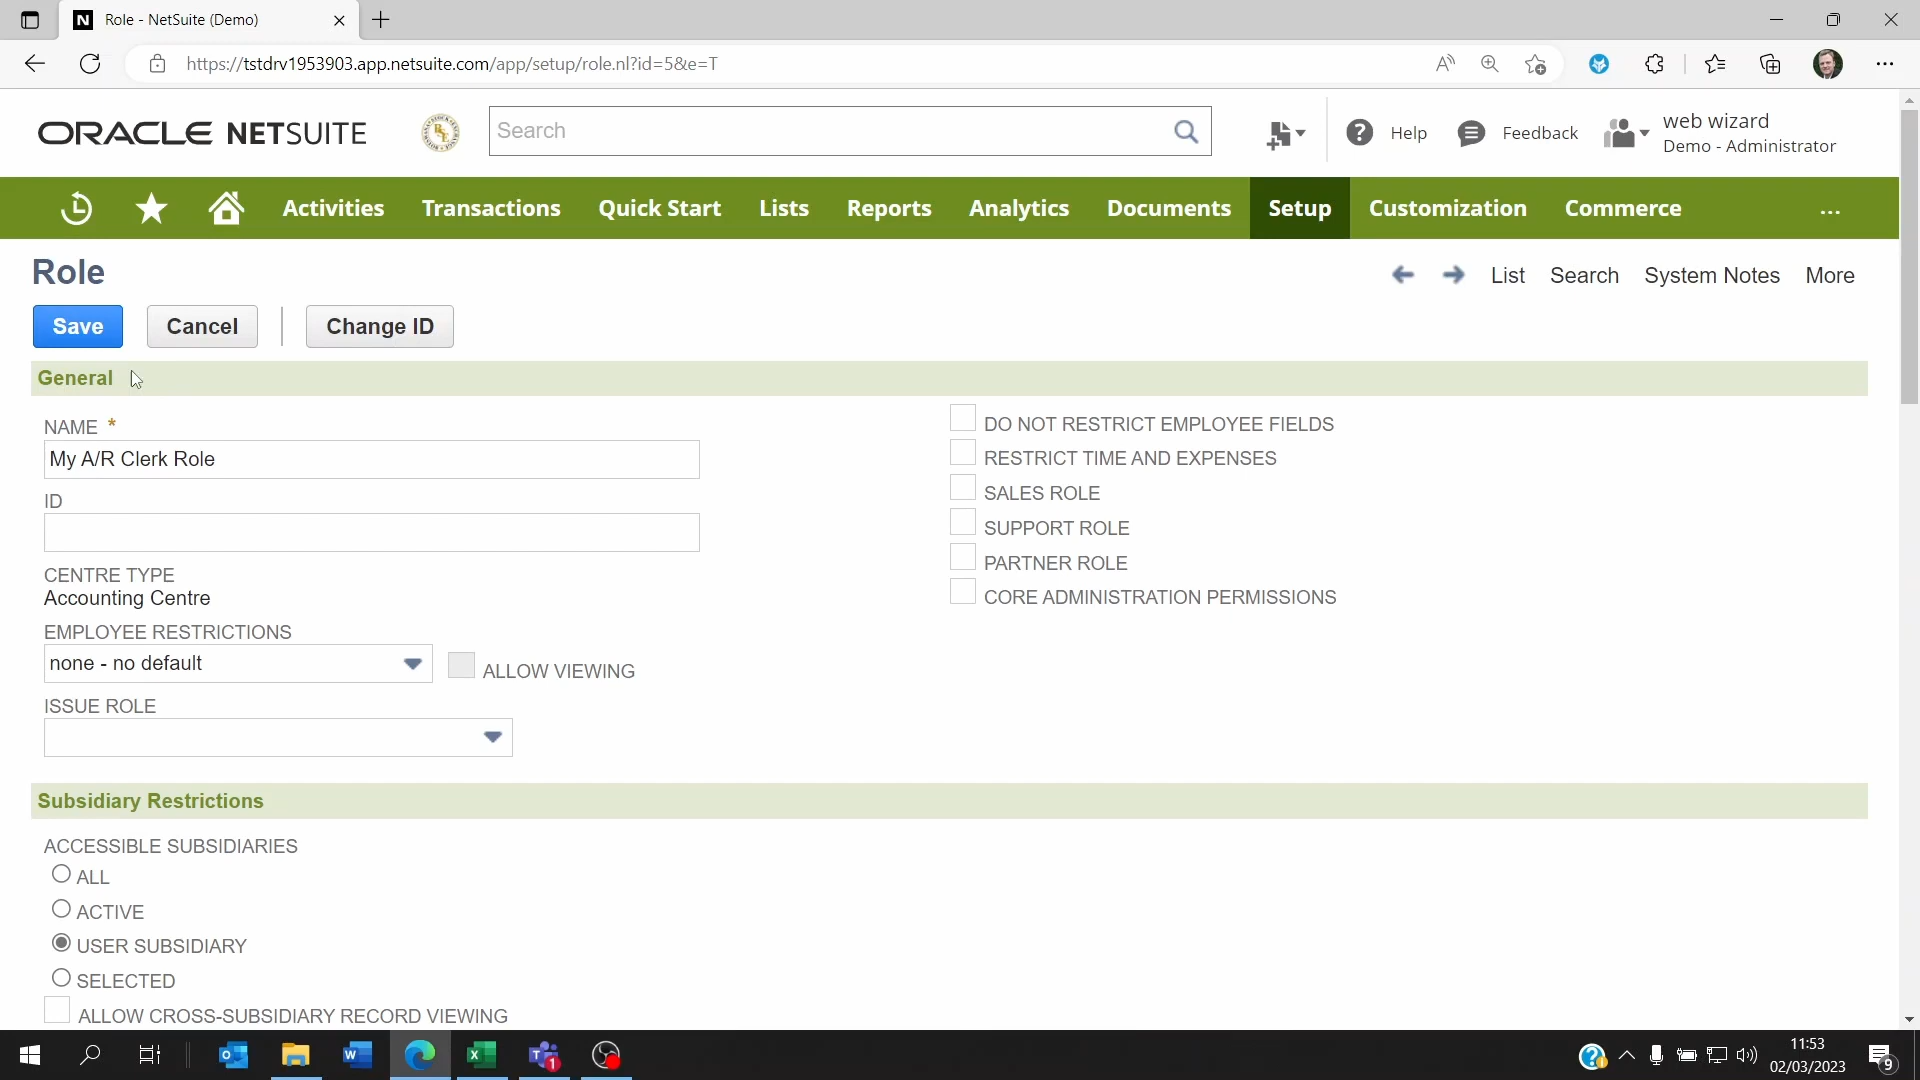 Role - NetSuite (Demo)
https://tstdrv1953903.app.netsuite.com/app/setup/role.nl?id=5&e=T
ORACLE NETSUITE
Search
Help
Feedback
web wizard
Demo - Administrator
Activities Transactions Quick Start Lists Reports Analytics Documents Setup Customization Commerce ...
Role
List Search System Notes More
Save Cancel Change ID
General
NAME *
My A/R Clerk Role
ID
CENTRE TYPE
Accounting Centre
EMPLOYEE RESTRICTIONS
none - no default
ALLOW VIEWING
ISSUE ROLE
DO NOT RESTRICT EMPLOYEE FIELDS
RESTRICT TIME AND EXPENSES
SALES ROLE
SUPPORT ROLE
PARTNER ROLE
CORE ADMINISTRATION PERMISSIONS
Subsidiary Restrictions
ACCESSIBLE SUBSIDIARIES
ALL
ACTIVE
USER SUBSIDIARY
SELECTED
ALLOW CROSS-SUBSIDIARY RECORD VIEWING
11:53
02/03/2023
9
1